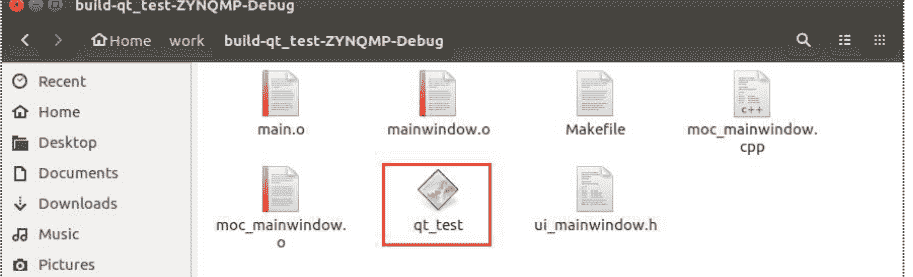 build-qt_test-ZYNQMP-Debug
Home work build-qt_test-ZYNQMP-Debug
Recent
Home
Desktop
Documents
Downloads
Music
Pictures
main.o
mainwindow.o
Makefile
moc_mainwindow.
cpp
moc_mainwindow.
o
qt_test
ui_mainwindow.h
C++